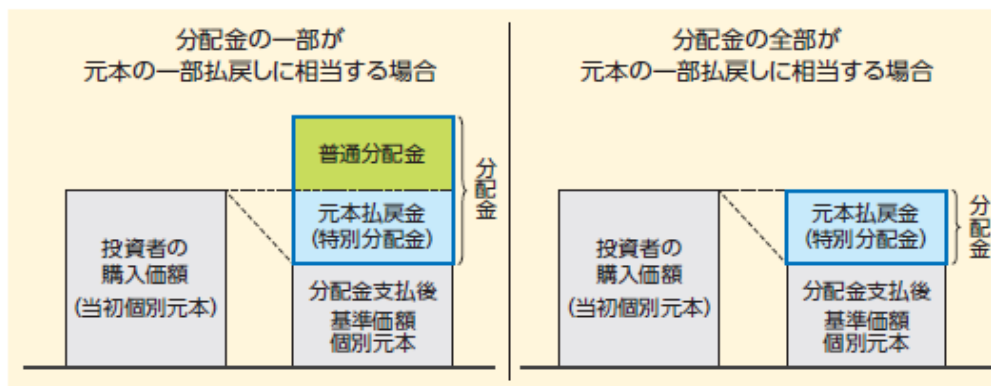 分配金の一部が
元本の一部払戻しに相当する場合
普通分配金
元本払戻金
(特別分配金)
分配金
投資者の
購入価額
(当初個別元本)
分配金支払後
基準価額
個別元本
分配金の全部が
元本の一部払戻しに相当する場合
元本払戻金
(特別分配金)
分配金
投資者の
購入価額
(当初個別元本)
分配金支払後
基準価額
個別元本